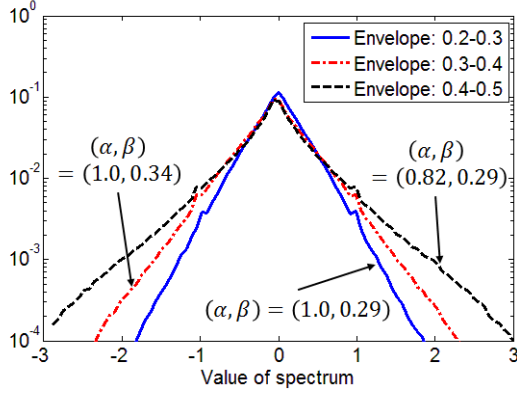 10^0
10^-1
10^-2
10^-3
10^-4
Envelope: 0.2-0.3
Envelope: 0.3-0.4
Envelope: 0.4-0.5
(α, β)
= (1.0, 0.34)
(α, β)
= (0.82, 0.29)
(α, β) = (1.0, 0.29)
-3 -2 -1 0 1 2 3
Value of spectrum